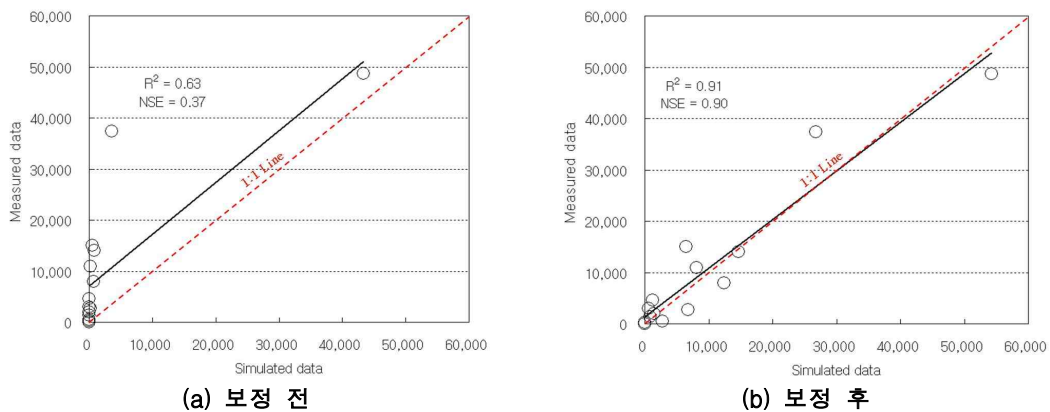 60,000
50,000
40,000
30,000
20,000
10,000
0
Measured data
R² = 0.63
NSE = 0.37
1:1 Line
0 10,000 20,000 30,000 40,000 50,000 60,000
Simulated data
(a) 보정 전
60,000
50,000
40,000
30,000
20,000
10,000
0
Measured data
R² = 0.91
NSE = 0.90
1:1 Line
0 10,000 20,000 30,000 40,000 50,000 60,000
Simulated data
(b) 보정 후